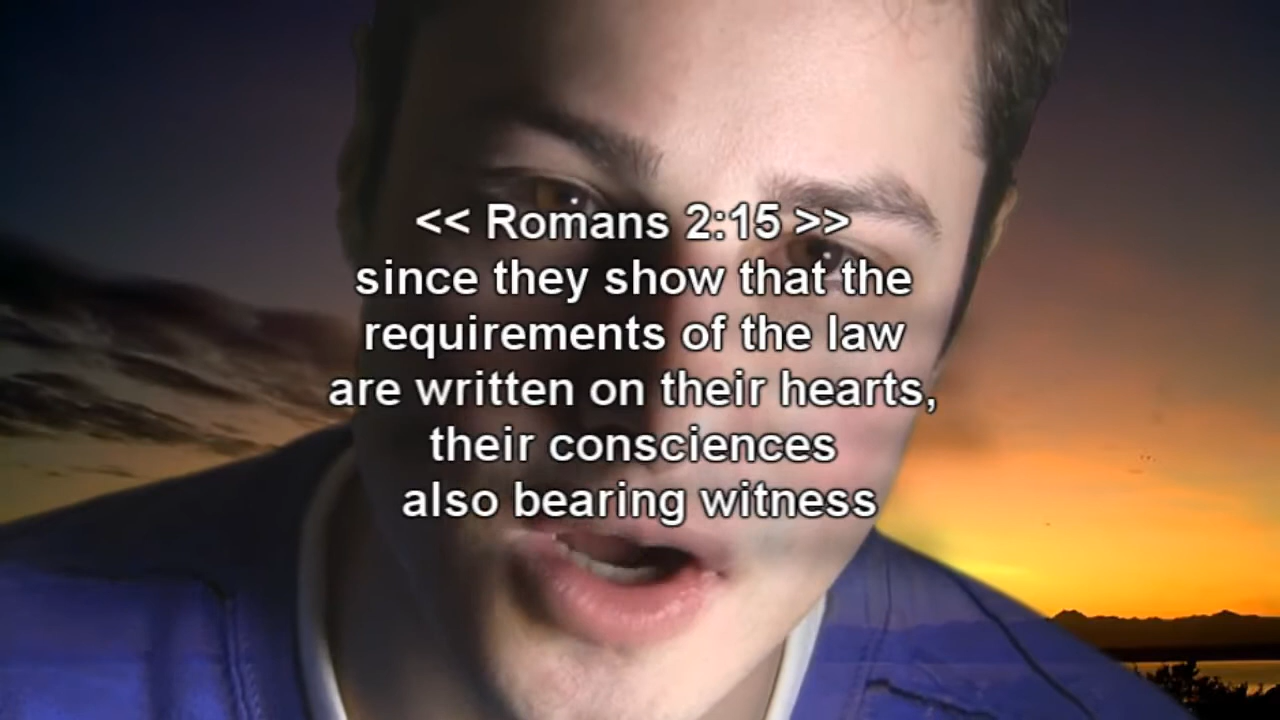 << Romans 2:15 >>
since they show that the
requirements of the law
are written on their hearts,
their consciences
also bearing witness